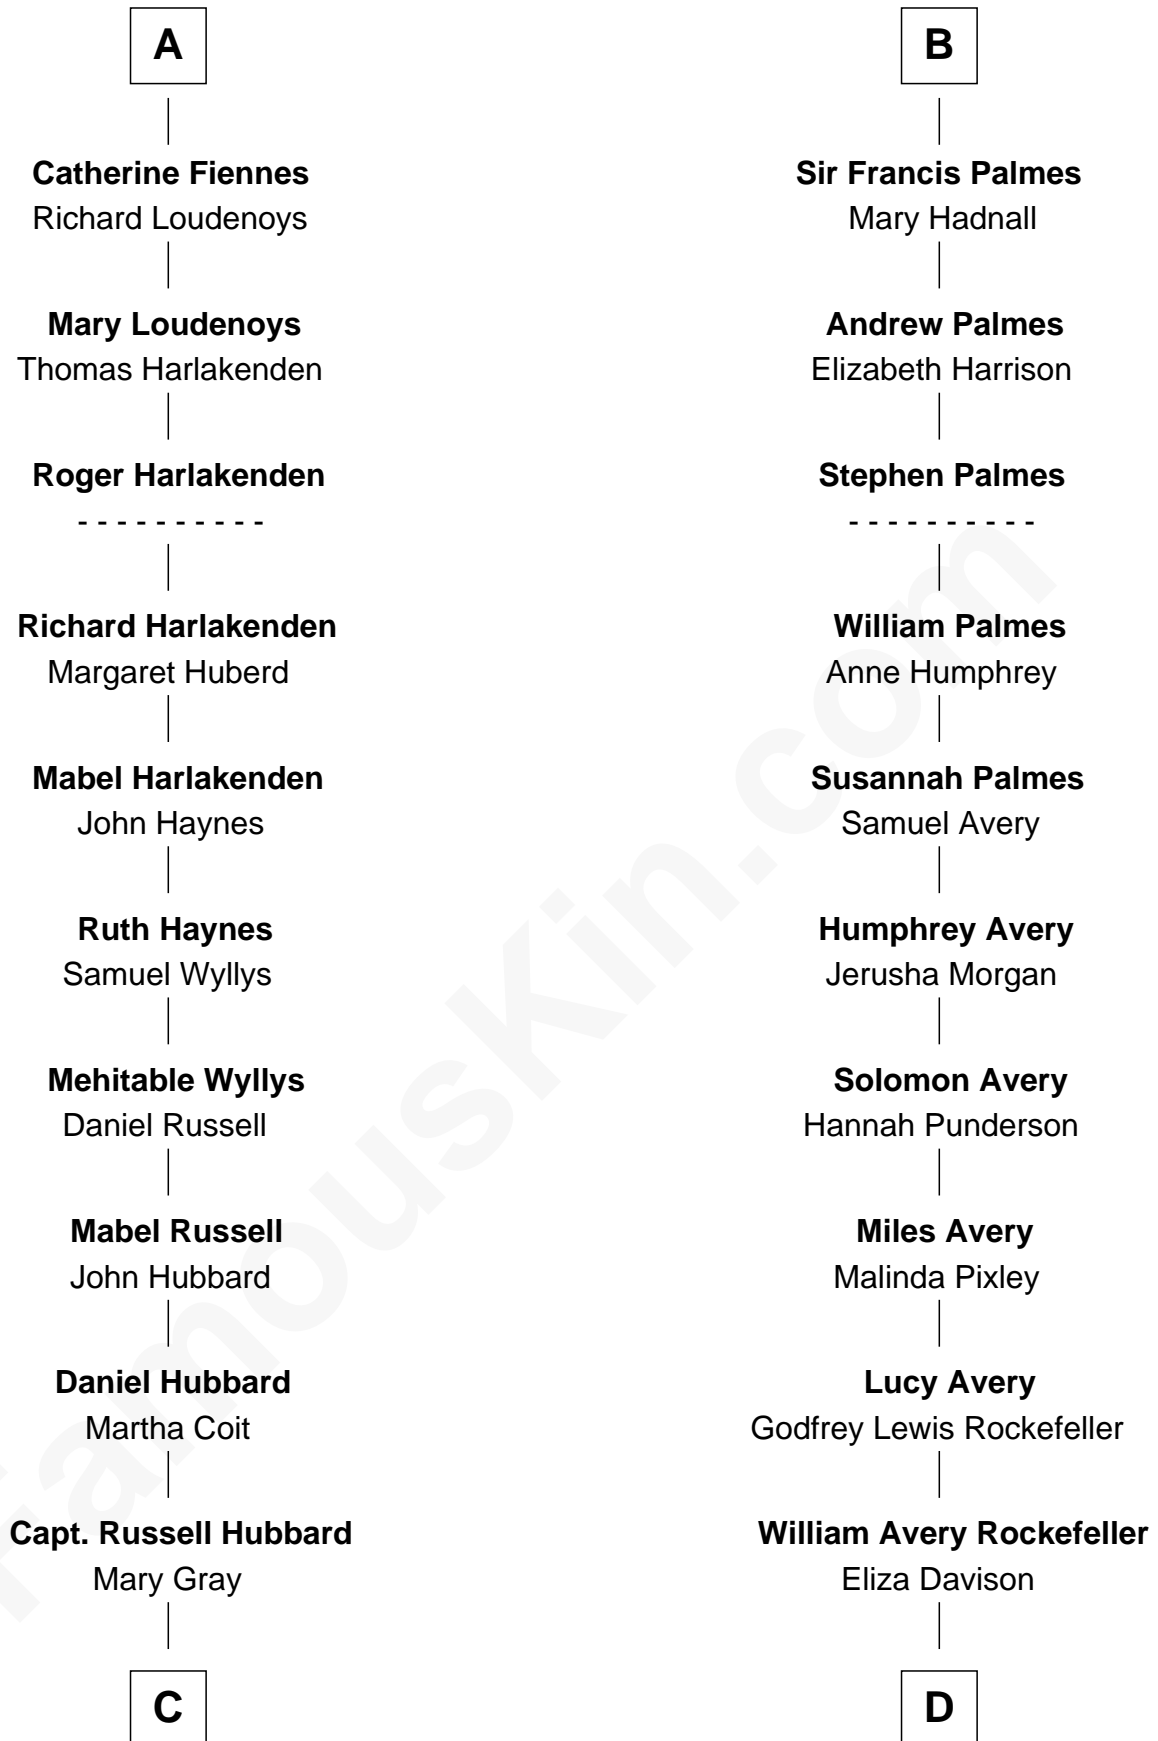 A
Catherine Fiennes
Richard Loudenoys
Mary Loudenoys
Thomas Harlakenden
Roger Harlakenden
- - - - - - - - - -
Richard Harlakenden
Margaret Huberd
Mabel Harlakenden
John Haynes
Ruth Haynes
Samuel Wyllys
Mehitable Wyllys
Daniel Russell
Mabel Russell
John Hubbard
Daniel Hubbard
Martha Coit
Capt. Russell Hubbard
Mary Gray
C
B
Sir Francis Palmes
Mary Hadnall
Andrew Palmes
Elizabeth Harrison
Stephen Palmes
- - - - - - - - - -
William Palmes
Anne Humphrey
Susannah Palmes
Samuel Avery
Humphrey Avery
Jerusha Morgan
Solomon Avery
Hannah Punderson
Miles Avery
Malinda Pixley
Lucy Avery
Godfrey Lewis Rockefeller
William Avery Rockefeller
Eliza Davison
D
FamousKin.com